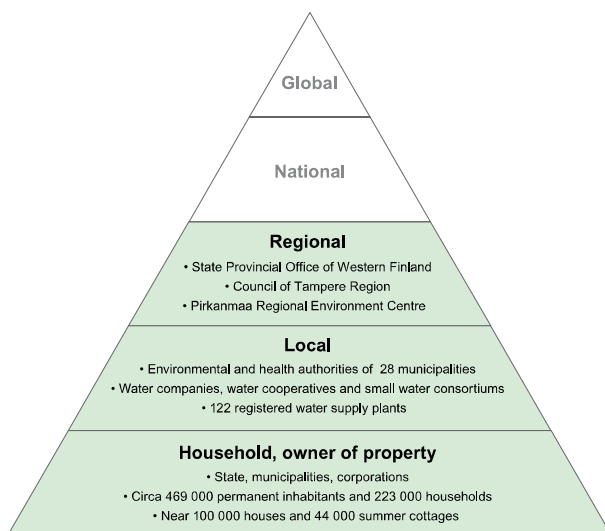 Global
National
Regional
• State Provincial Office of Western Finland
• Council of Tampere Region
• Pirkanmaa Regional Environment Centre
Local
• Environmental and health authorities of 28 municipalities
• Water companies, water cooperatives and small water consortiums
• 122 registered water supply plants
Household, owner of property
• State, municipalities, corporations
• Circa 469 000 permanent inhabitants and 223 000 households
• Near 100 000 houses and 44 000 summer cottages